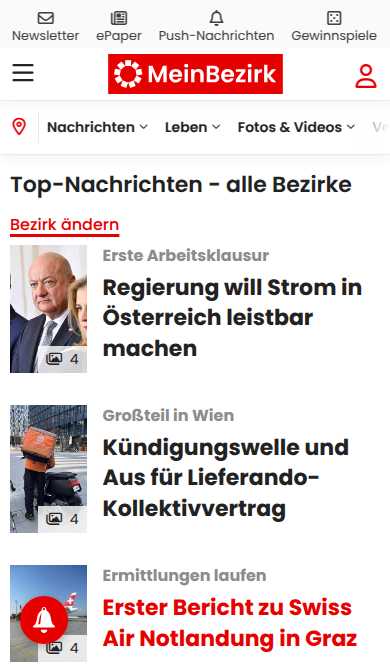 Newsletter
ePaper
Push-Nachrichten
Gewinnspiele
MeinBezirk
Nachrichten
Leben
Fotos & Videos
Top-Nachrichten - alle Bezirke
Bezirk ändern
Erste Arbeitsklausur
Regierung will Strom in
Österreich leistbar
machen
4
Großteil in Wien
Kündigungswelle und
Aus für Lieferando-
Kollektivvertrag
4
Ermittlungen laufen
Erster Bericht zu Swiss
Air Notlandung in Graz
4